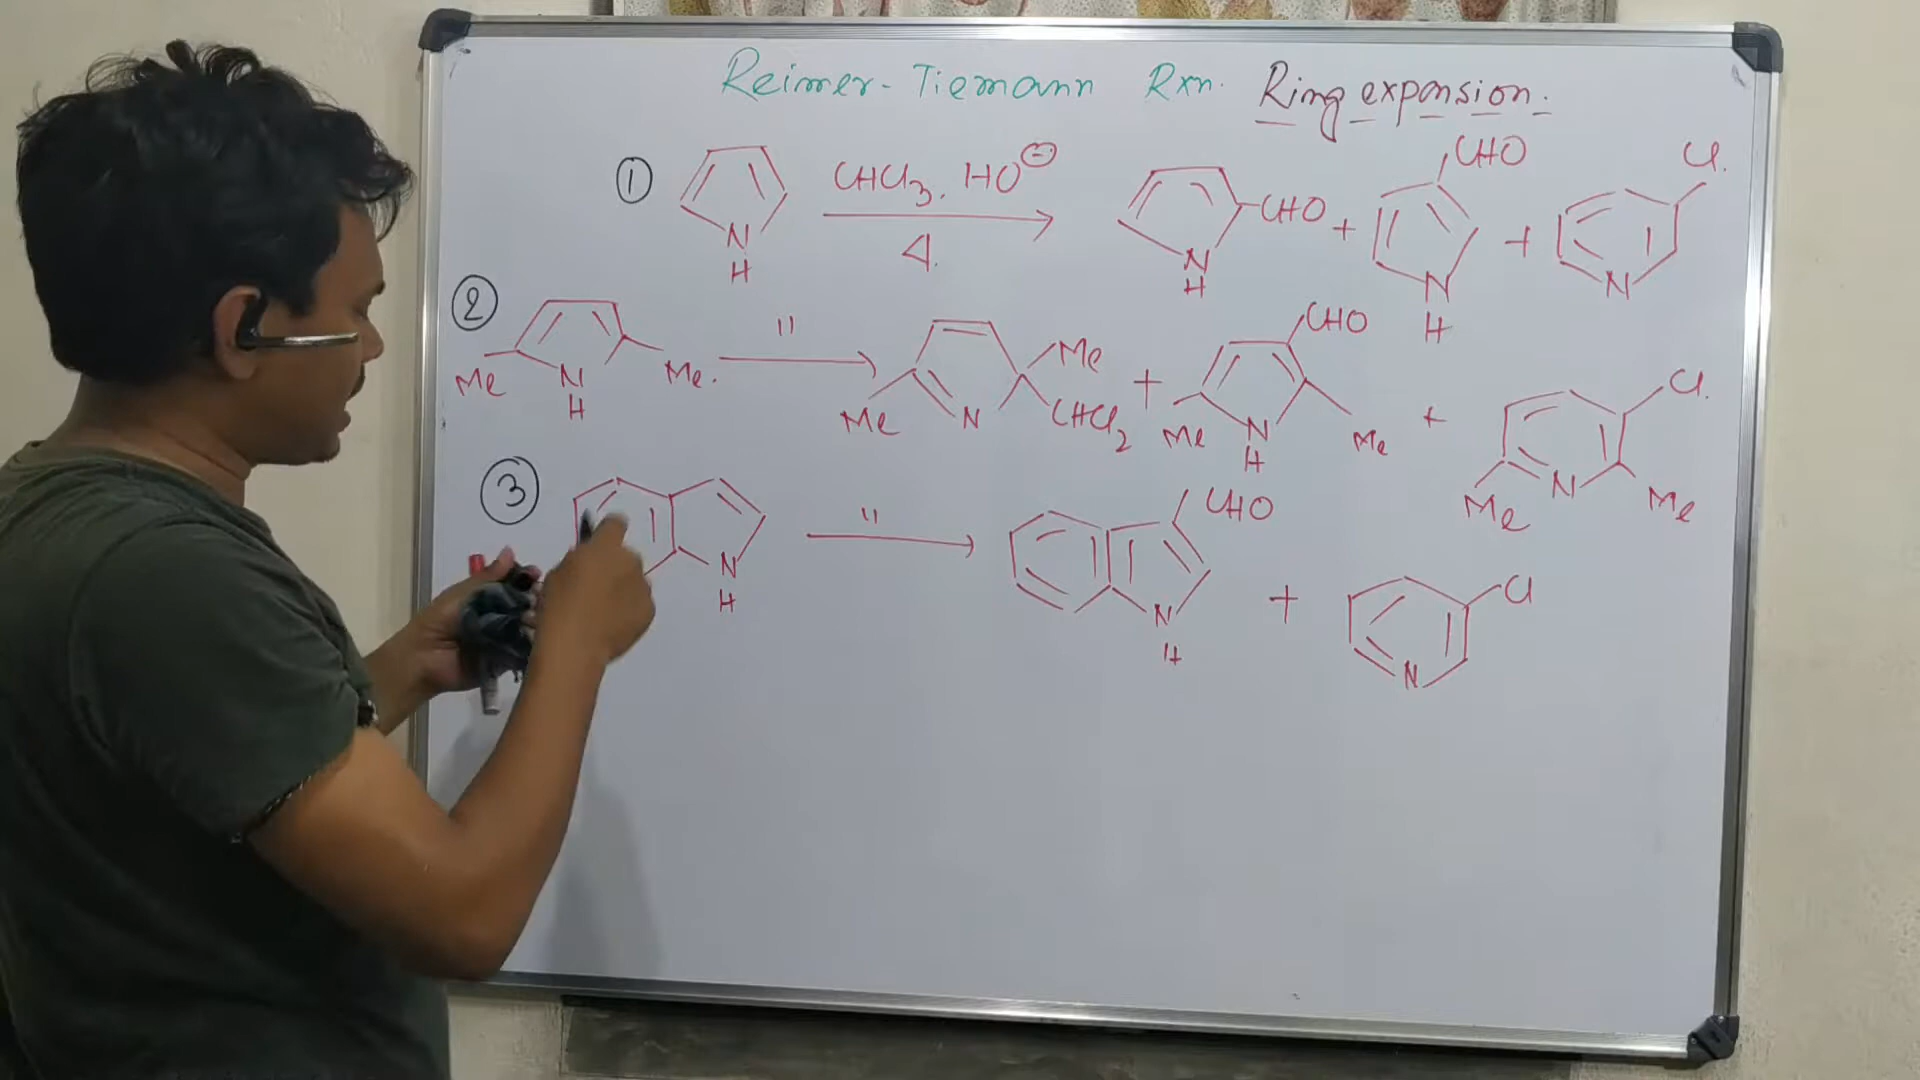 Reimer-Tiemann Rxn. Ring expansion.
① N H CHCl3, HO⊖ Δ. N H CHO + CHO N H + Cl. N
② Me N H Me. " Me N Me CHCl2 + CHO Me N H Me + Cl. Me N Me
③ N H " CHO N H + Cl N